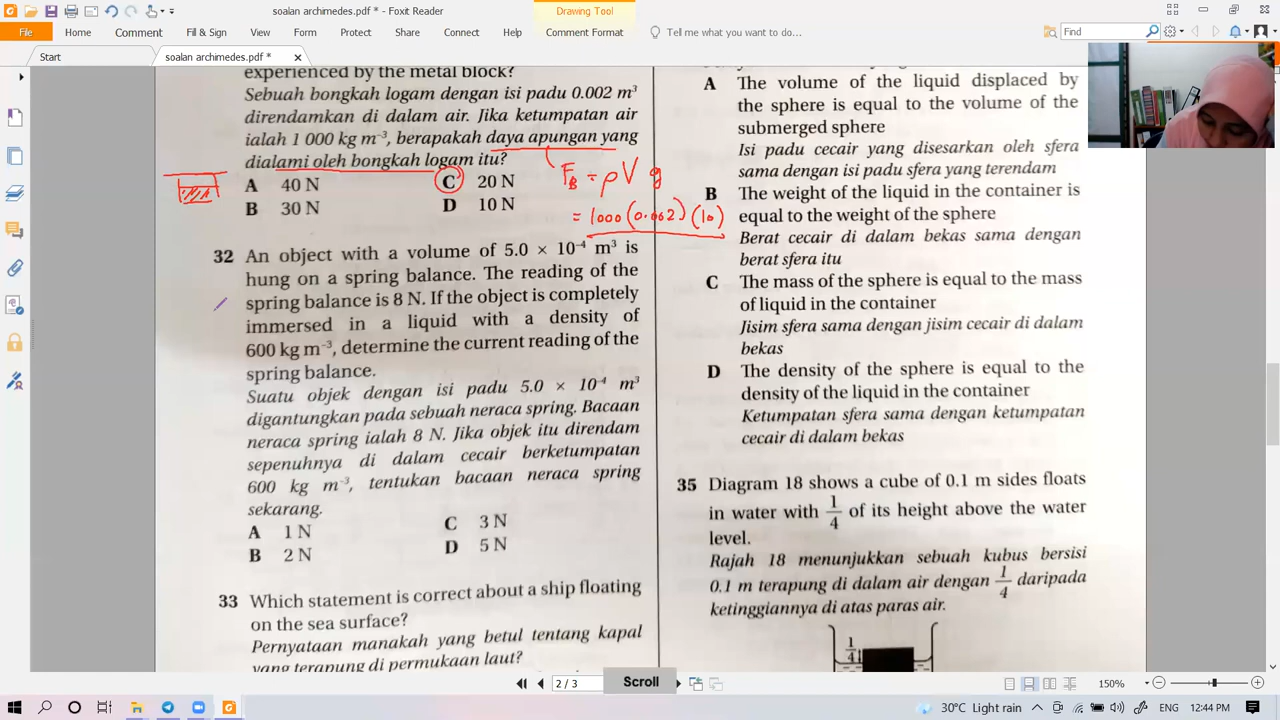 soalan archimedes.pdf * - Foxit Reader
Drawing Tool
File
Home
Comment
Fill & Sign
View
Form
Protect
Share
Connect
Help
Comment Format
Tell me what you want to do...
Find
Start
soalan archimedes.pdf *
experienced by the metal block?
Sebuah bongkah logam dengan isi padu 0.002 m³
direndamkan di dalam air. Jika ketumpatan air
ialah 1 000 kg m⁻³, berapakah daya apungan yang
dialami oleh bongkah logam itu?
A 40 N
C 20 N
B 30 N
D 10 N
F_B = ρVg
= 1000 (0.002) (10)
32 An object with a volume of 5.0 × 10⁻⁴ m³ is
hung on a spring balance. The reading of the
spring balance is 8 N. If the object is completely
immersed in a liquid with a density of
600 kg m⁻³, determine the current reading of the
spring balance.
Suatu objek dengan isi padu 5.0 × 10⁻⁴ m³
digantungkan pada sebuah neraca spring. Bacaan
neraca spring ialah 8 N. Jika objek itu direndam
sepenuhnya di dalam cecair berketumpatan
600 kg m⁻³, tentukan bacaan neraca spring
sekarang.
A 1 N
C 3 N
B 2 N
D 5 N
33 Which statement is correct about a ship floating
on the sea surface?
Pernyataan manakah yang betul tentang kapal
yang terapung di permukaan laut?
A The volume of the liquid displaced by
the sphere is equal to the volume of the
submerged sphere
Isi padu cecair yang disesarkan oleh sfera
sama dengan isi padu sfera yang terendam
B The weight of the liquid in the container is
equal to the weight of the sphere
Berat cecair di dalam bekas sama dengan
berat sfera itu
C The mass of the sphere is equal to the mass
of liquid in the container
Jisim sfera sama dengan jisim cecair di dalam
bekas
D The density of the sphere is equal to the
density of the liquid in the container
Ketumpatan sfera sama dengan ketumpatan
cecair di dalam bekas
35 Diagram 18 shows a cube of 0.1 m sides floats
in water with 1/4 of its height above the water
level.
Rajah 18 menunjukkan sebuah kubus bersisi
0.1 m terapung di dalam air dengan 1/4 daripada
ketinggiannya di atas paras air.
1/4
2 / 3
Scroll
150%
30°C Light rain
ENG
12:44 PM